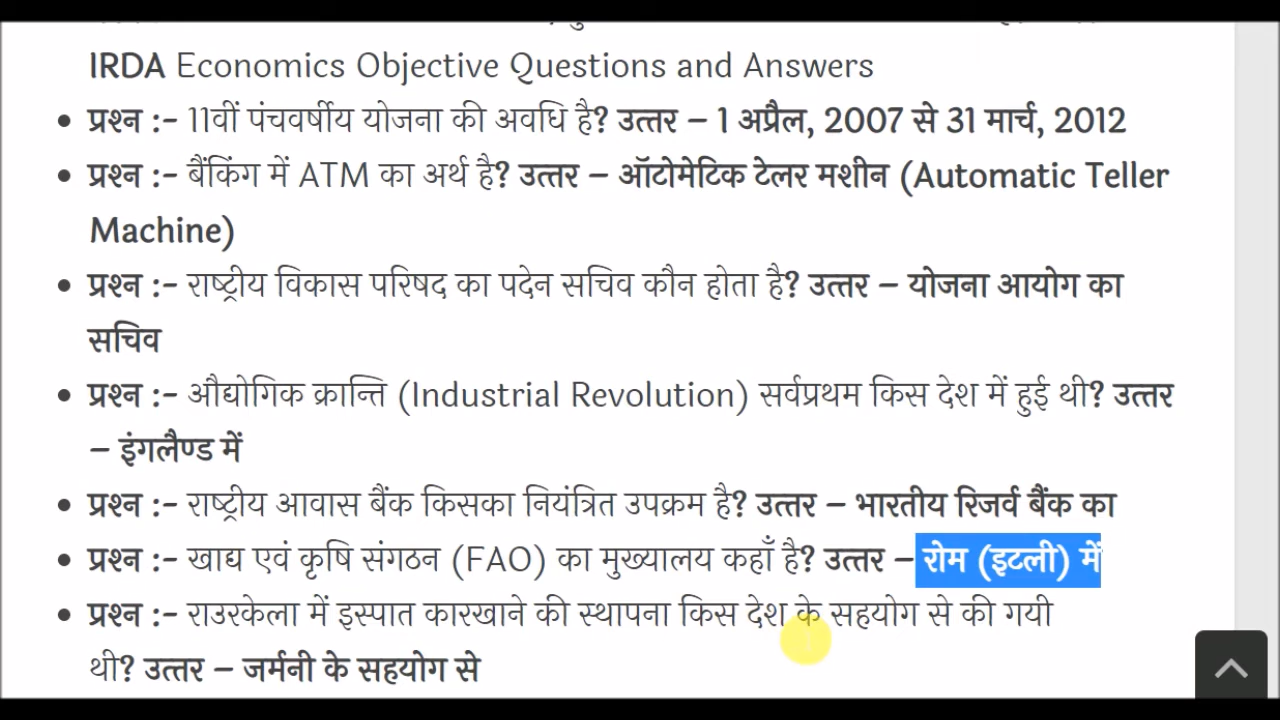 IRDA Economics Objective Questions and Answers
• प्रश्न :- 11वीं पंचवर्षीय योजना की अवधि है? उत्तर – 1 अप्रैल, 2007 से 31 मार्च, 2012
• प्रश्न :- बैंकिंग में ATM का अर्थ है? उत्तर – ऑटोमेटिक टेलर मशीन (Automatic Teller
Machine)
• प्रश्न :- राष्ट्रीय विकास परिषद का पदेन सचिव कौन होता है? उत्तर – योजना आयोग का
सचिव
• प्रश्न :- औद्योगिक क्रान्ति (Industrial Revolution) सर्वप्रथम किस देश में हुई थी? उत्तर
– इंगलैण्ड में
• प्रश्न :- राष्ट्रीय आवास बैंक किसका नियंत्रित उपक्रम है? उत्तर – भारतीय रिजर्व बैंक का
• प्रश्न :- खाद्य एवं कृषि संगठन (FAO) का मुख्यालय कहाँ है? उत्तर – रोम (इटली) में
• प्रश्न :- राउरकेला में इस्पात कारखाने की स्थापना किस देश के सहयोग से की गयी
थी? उत्तर – जर्मनी के सहयोग से